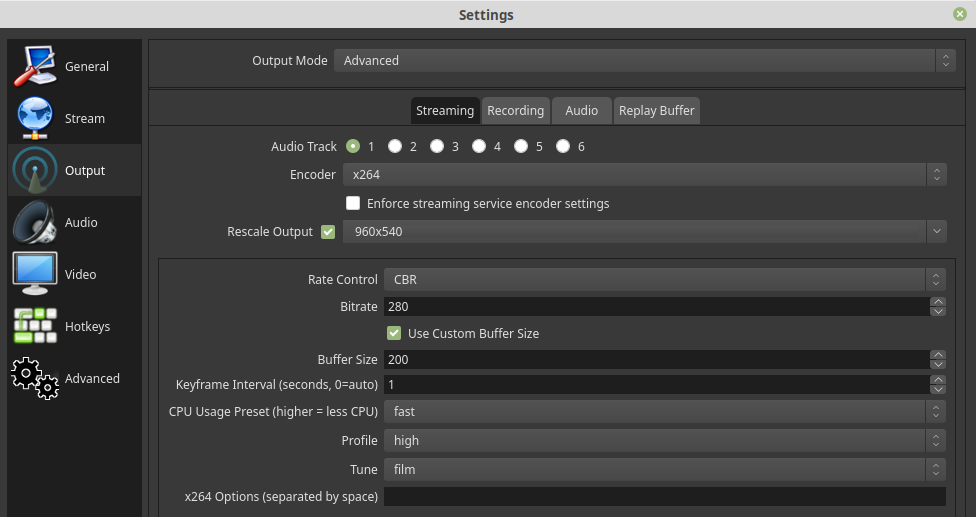 Settings
General
Stream
Output
Audio
Video
Hotkeys
Advanced
Output Mode Advanced
Streaming Recording Audio Replay Buffer
Audio Track 1 2 3 4 5 6
Encoder x264
Enforce streaming service encoder settings
Rescale Output 960x540
Rate Control CBR
Bitrate 280
Use Custom Buffer Size
Buffer Size 200
Keyframe Interval (seconds, 0=auto) 1
CPU Usage Preset (higher = less CPU) fast
Profile high
Tune film
x264 Options (separated by space)